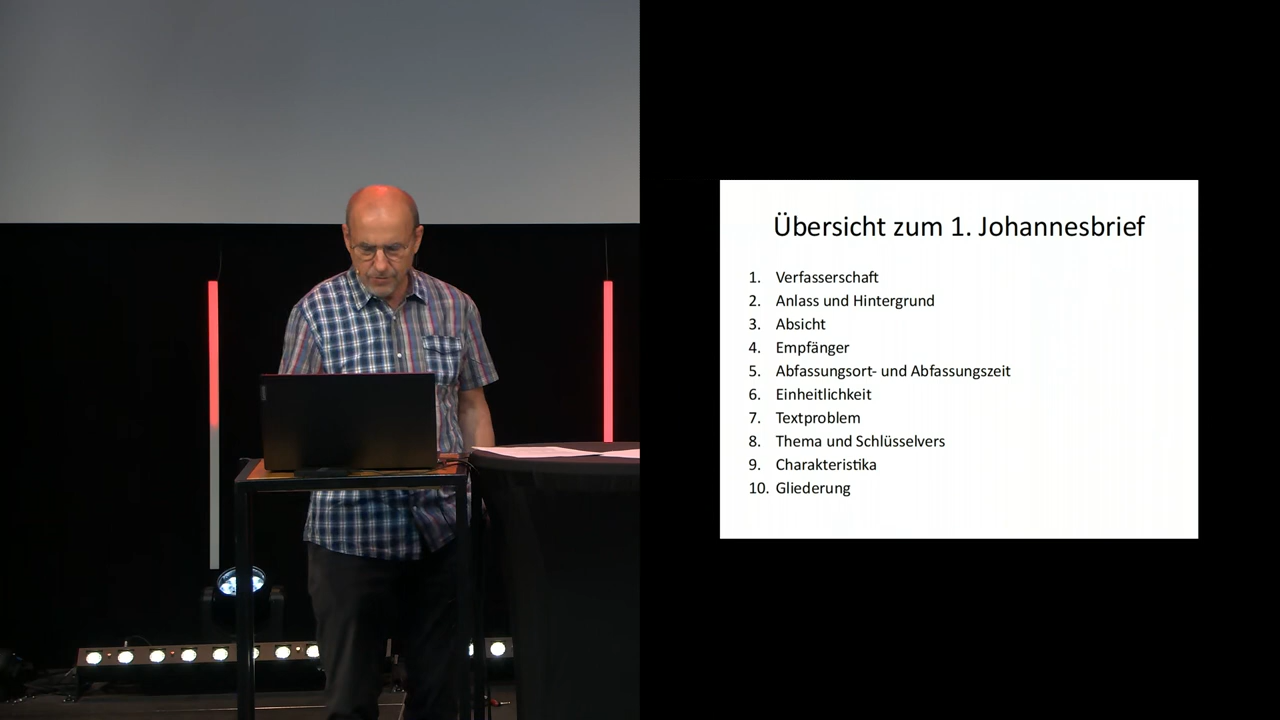 Übersicht zum 1. Johannesbrief
1. Verfasserschaft
2. Anlass und Hintergrund
3. Absicht
4. Empfänger
5. Abfassungsort- und Abfassungszeit
6. Einheitlichkeit
7. Textproblem
8. Thema und Schlüsselvers
9. Charakteristika
10. Gliederung